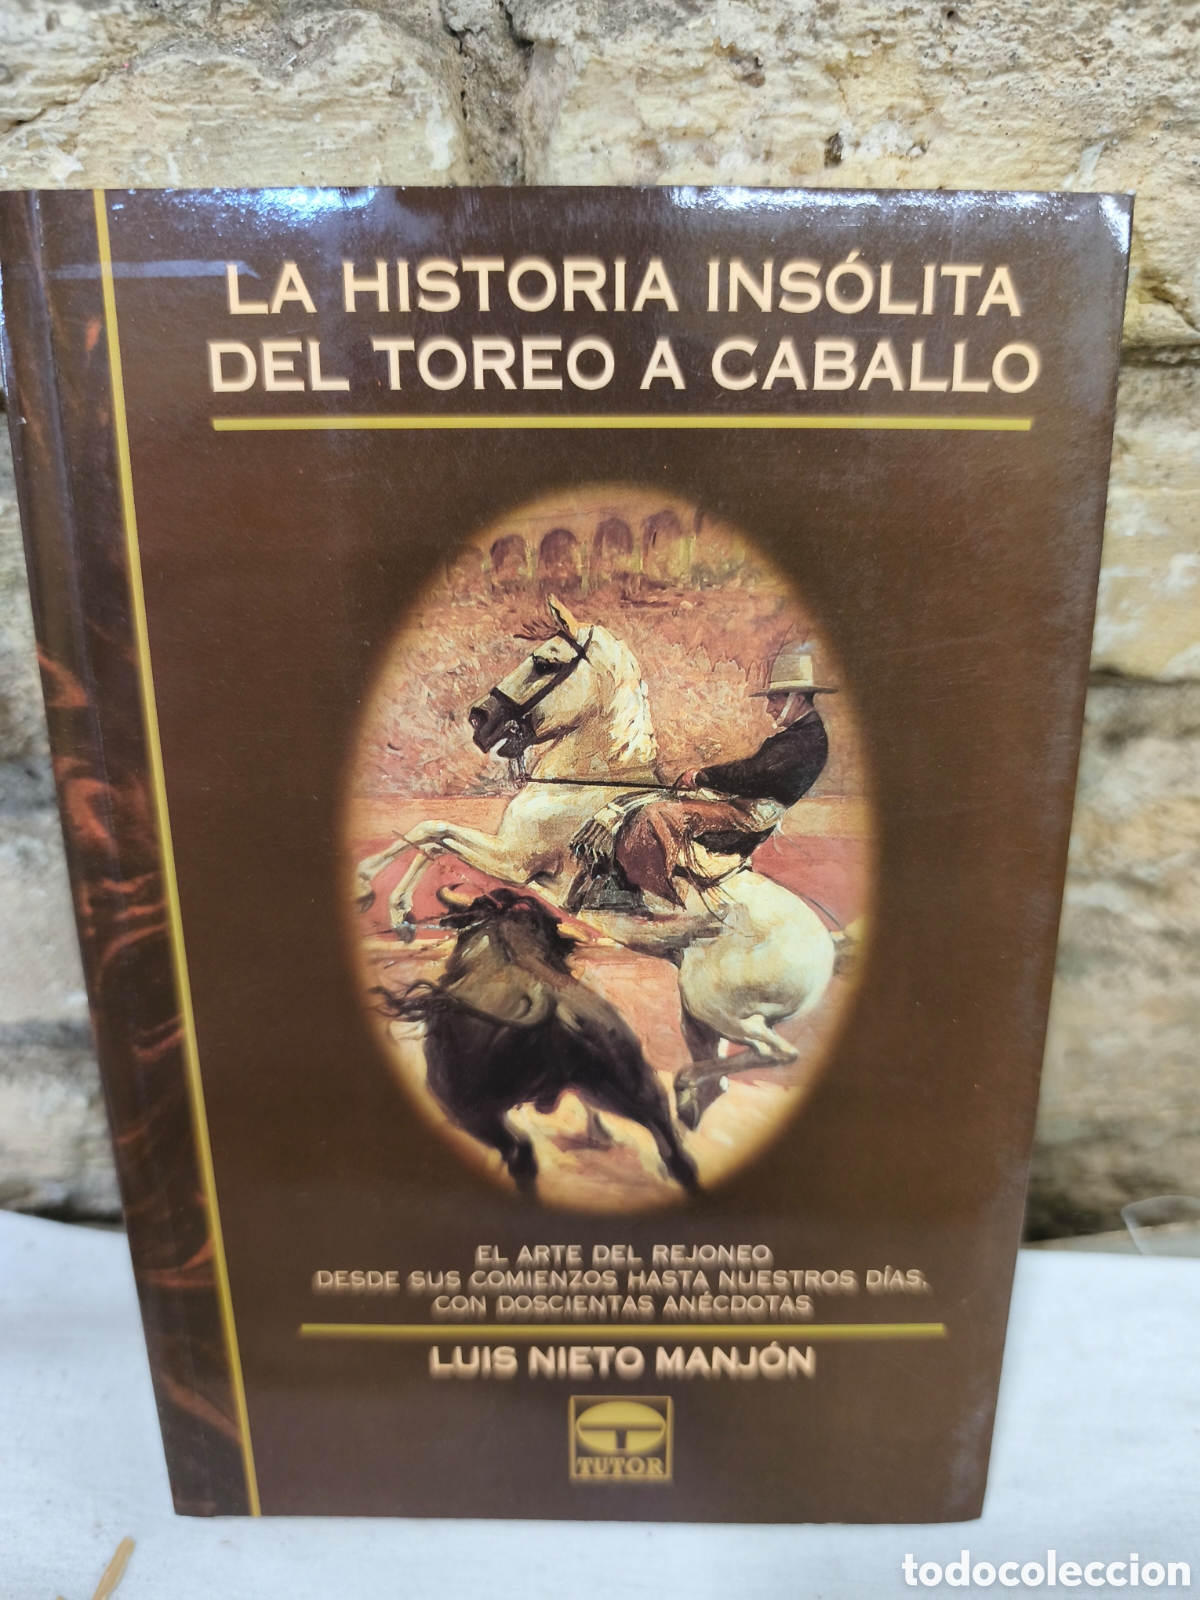 LA HISTORIA INSÓLITA
DEL TOREO A CABALLO
EL ARTE DEL REJONEO
DESDE SUS COMIENZOS HASTA NUESTROS DÍAS,
CON DOSCIENTAS ANÉCDOTAS
LUIS NIETO MANJÓN
TUTOR
todocoleccion